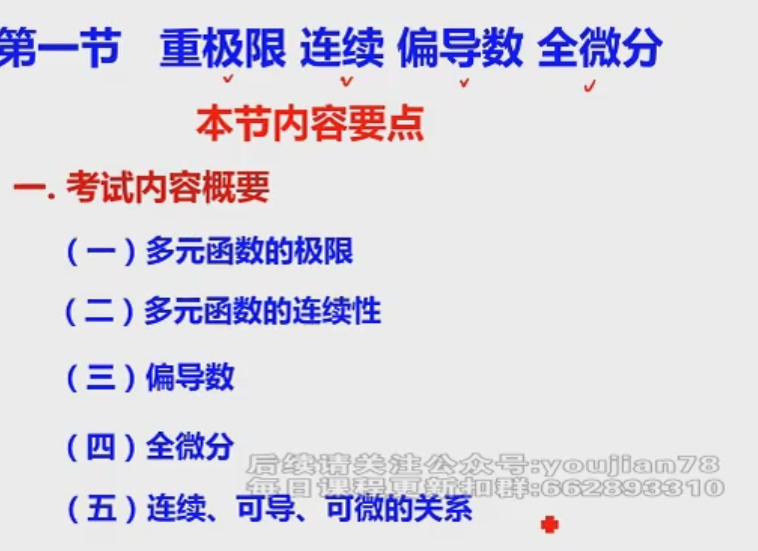 第一节 重极限 连续 偏导数 全微分
本节内容要点
一. 考试内容概要
（一）多元函数的极限
（二）多元函数的连续性
（三）偏导数
（四）全微分
后续请关注公众号:youjian78
每日课程更新扣群:662893310
（五）连续、可导、可微的关系